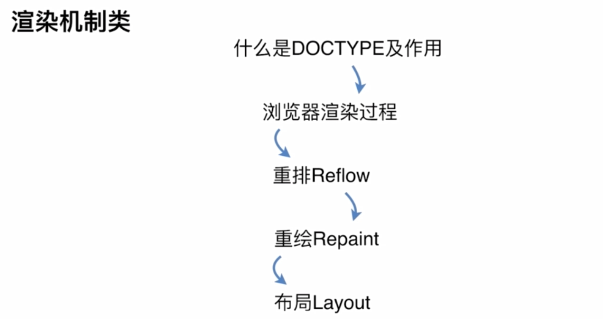 渲染机制类
什么是DOCTYPE及作用
浏览器渲染过程
重排Reflow
重绘Repaint
布局Layout